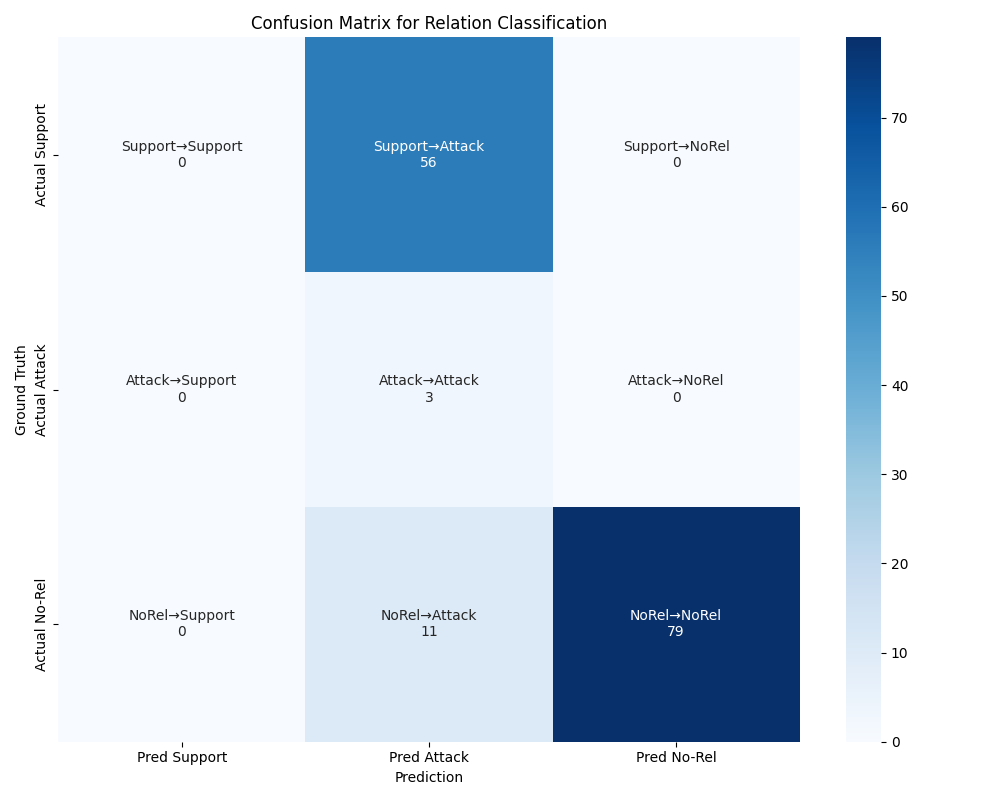 Confusion Matrix for Relation Classification
Support→Support
0
Support→Attack
56
Support→NoRel
0
Attack→Support
0
Attack→Attack
3
Attack→NoRel
0
NoRel→Support
0
NoRel→Attack
11
NoRel→NoRel
79
Actual Support
Actual Attack
Actual No-Rel
Ground Truth
Pred Support
Pred Attack
Pred No-Rel
Prediction
70
60
50
40
30
20
10
0